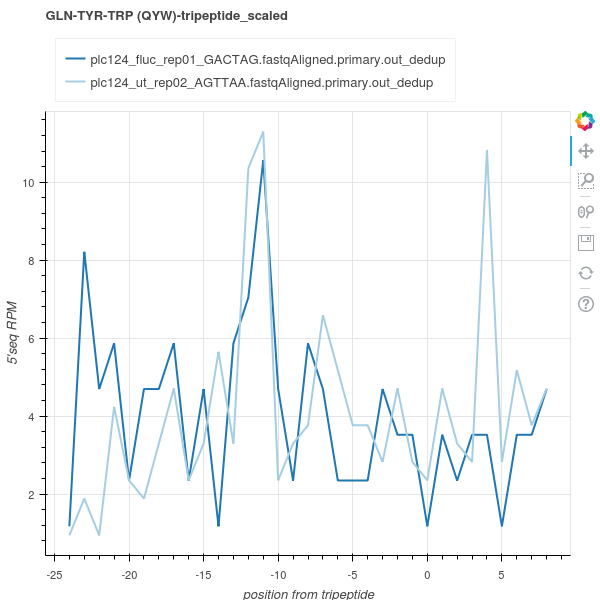 GLN-TYR-TRP (QYW)-tripeptide_scaled
plc124_fluc_rep01_GACTAG.fastqAligned.primary.out_dedup
plc124_ut_rep02_AGTTAA.fastqAligned.primary.out_dedup
10
8
6
4
2
5'seq RPM
-25 -20 -15 -10 -5 0 5
position from tripeptide